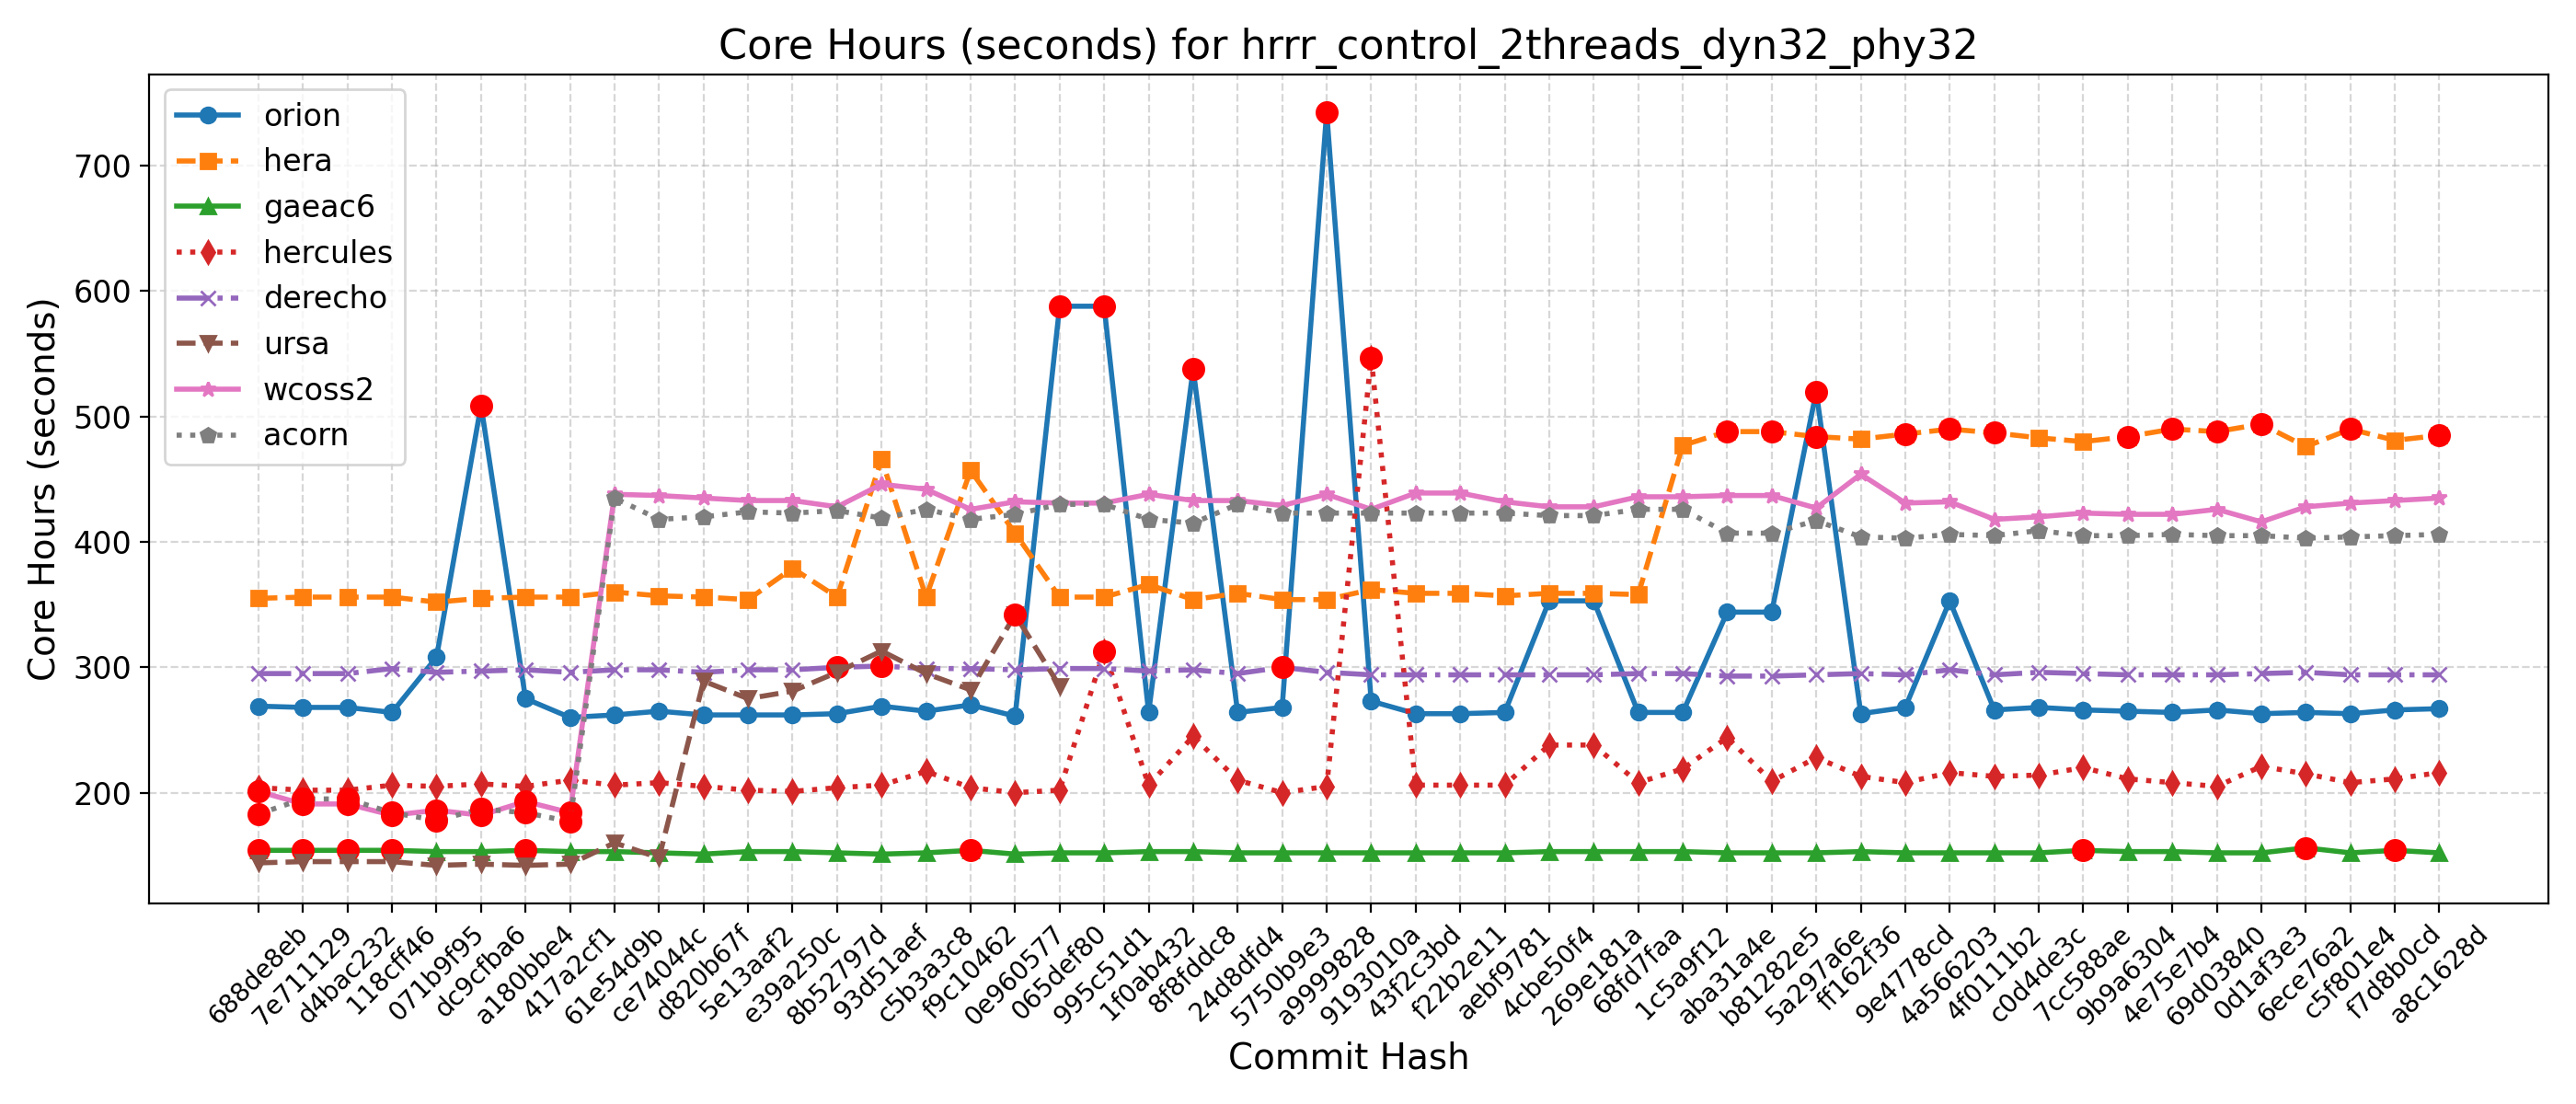 Core Hours (seconds) for hrrr_control_2threads_dyn32_phy32
orion
hera
gaeac6
hercules
derecho
ursa
wcoss2
acorn
Core Hours (seconds)
700
600
500
400
300
200
688de8eb
7e711129
d4bac232
118cff46
071b9f95
dc9cfba6
a180bbe4
417a2cf1
61e54d9b
ce74044c
d820b67f
5e13aaf2
e39a250c
8b52797d
93d51aef
c5b3a3c8
f9c10462
0e960577
065def80
995c51d1
1f0ab432
8f8fddc8
24d8dfd4
5750b9e3
a9999828
9193010a
43f2c3bd
f22b2e11
aebf9781
4cbe50f4
269e181a
68fd7faa
1c5a9f12
aba31a4e
b81282e5
5a297a6e
ff162f36
9e4778cd
4a566203
4f0111b2
c0d4de3c
7cc588ae
9b9a6304
4e75e7b4
69d03840
0d1af3e3
6ece76a2
c5f801e4
f7d8b0cd
a8c1628d
Commit Hash